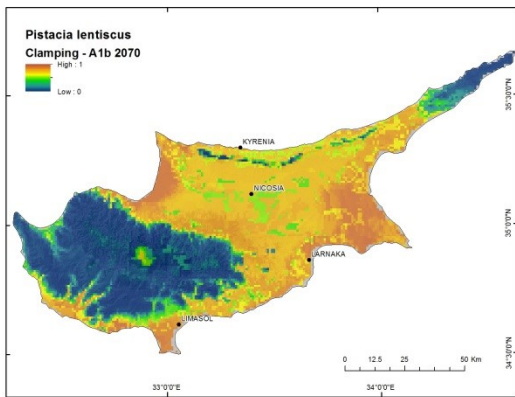 Pistacia lentiscus
Clamping - A1b 2070
High : 1
Low : 0
35°30'0"N
KYRENIA
NICOSIA
35°0'0"N
LARNAKA
LIMASOL
0 12.5 25 50 Km
34°30'0"N
33°0'0"E 34°0'0"E